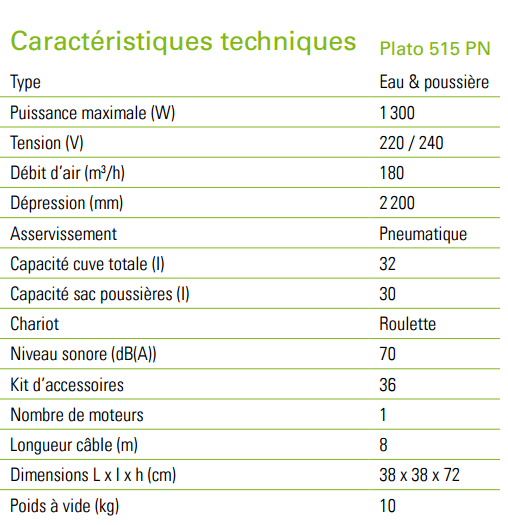 Caractéristiques techniques Plato 515 PN
Type Eau & poussière
Puissance maximale (W) 1 300
Tension (V) 220 / 240
Débit d'air (m³/h) 180
Dépression (mm) 2 200
Asservissement Pneumatique
Capacité cuve totale (l) 32
Capacité sac poussières (l) 30
Chariot Roulette
Niveau sonore (dB(A)) 70
Kit d'accessoires 36
Nombre de moteurs 1
Longueur câble (m) 8
Dimensions L x l x h (cm) 38 x 38 x 72
Poids à vide (kg) 10